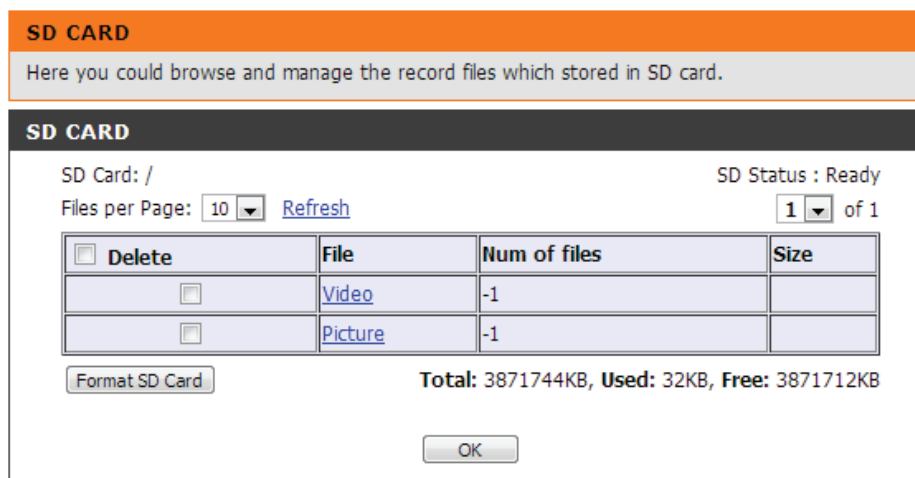 SD CARD
Here you could browse and manage the record files which stored in SD card.
SD CARD
SD Card: / SD Status : Ready
Files per Page: 10 Refresh 1 of 1
Delete File Num of files Size
Video -1
Picture -1
Format SD Card Total: 3871744KB, Used: 32KB, Free: 3871712KB
OK